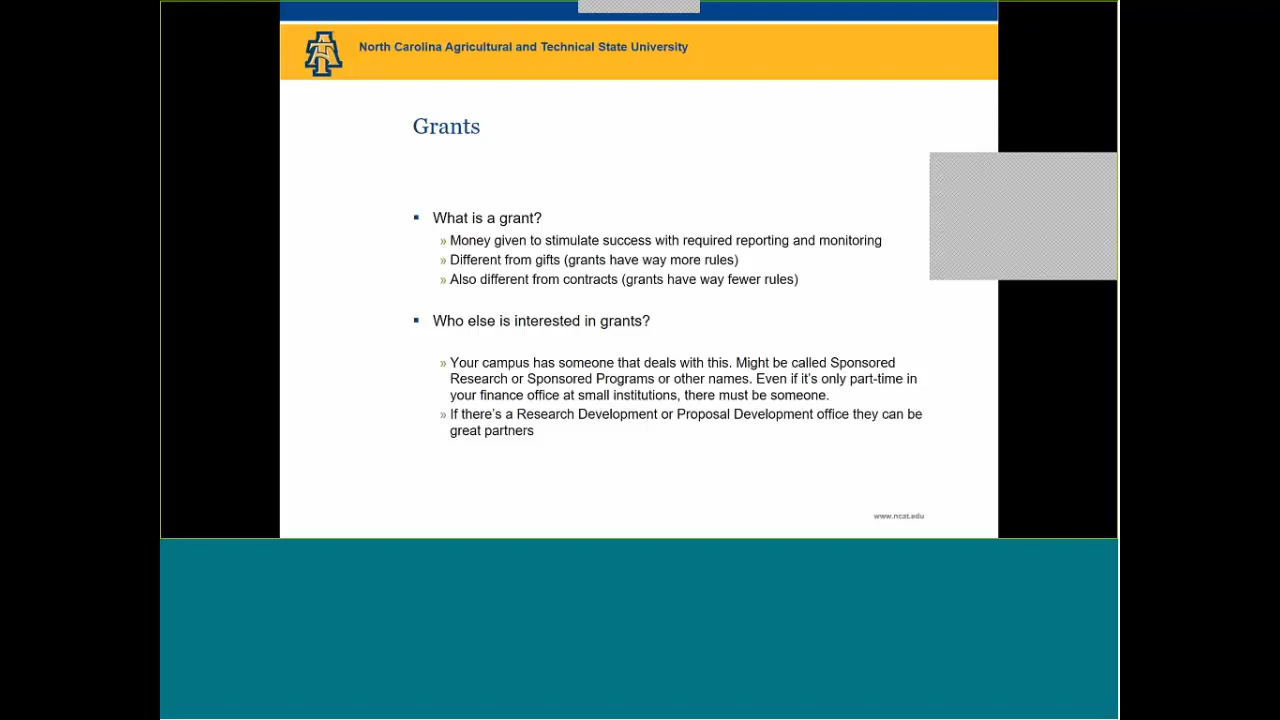 North Carolina Agricultural and Technical State University
Grants
▪ What is a grant?
» Money given to stimulate success with required reporting and monitoring
» Different from gifts (grants have way more rules)
» Also different from contracts (grants have way fewer rules)
▪ Who else is interested in grants?
» Your campus has someone that deals with this. Might be called Sponsored
Research or Sponsored Programs or other names. Even if it's only part-time in
your finance office at small institutions, there must be someone.
» If there's a Research Development or Proposal Development office they can be
great partners
www.ncat.edu